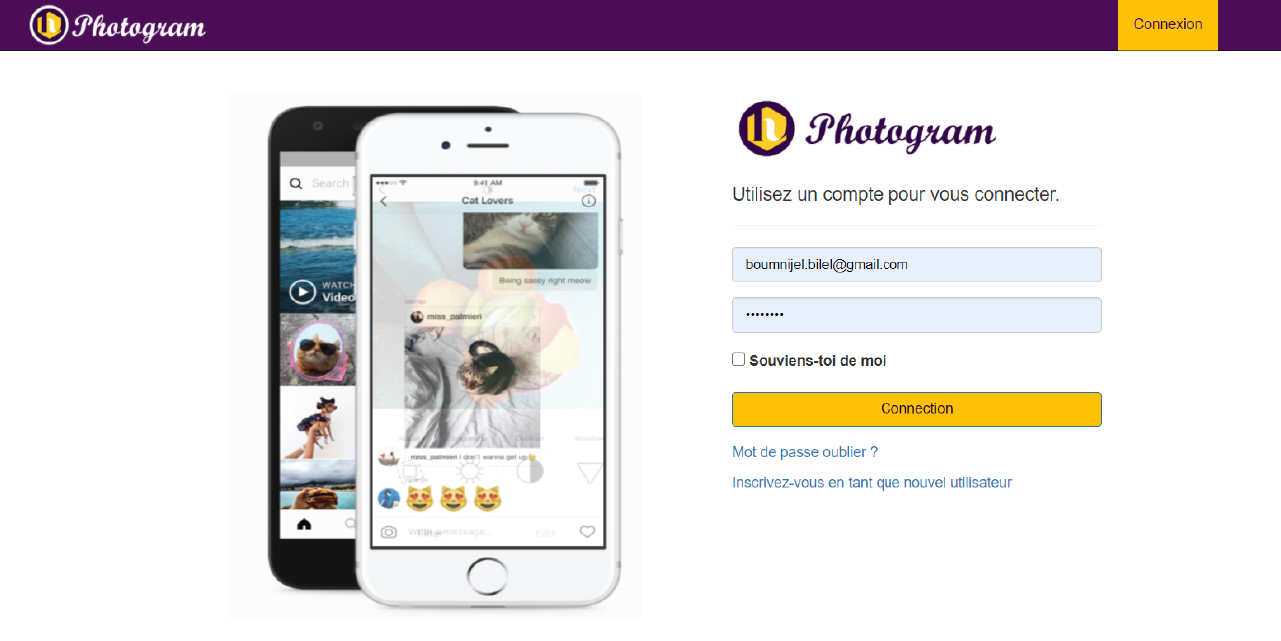 Photogram
Connexion
Photogram
Utilisez un compte pour vous connecter.
boumnijel.bilel@gmail.com
••••••••
Souviens-toi de moi
Connection
Mot de passe oublier ?
Inscrivez-vous en tant que nouvel utilisateur
Search
WATCH
Video
9:41 AM
Next
Cat Lovers
Being sassy right meow
miss_palmieri
miss_palmieri I don't wanna get up
Write a message...
Filter
Edit